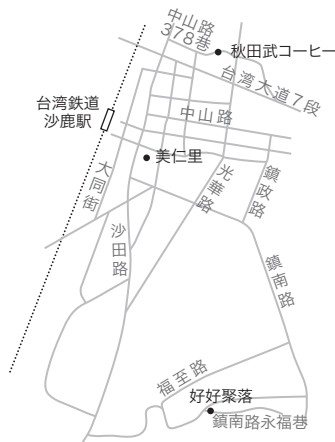 中山路
378巷
秋田武コーヒー
台湾大道7段
台湾鉄道
沙鹿駅
中山路
美仁里
大同街
光華路
鎮政路
沙田路
鎮南路
福至路
好好聚落
鎮南路永福巷